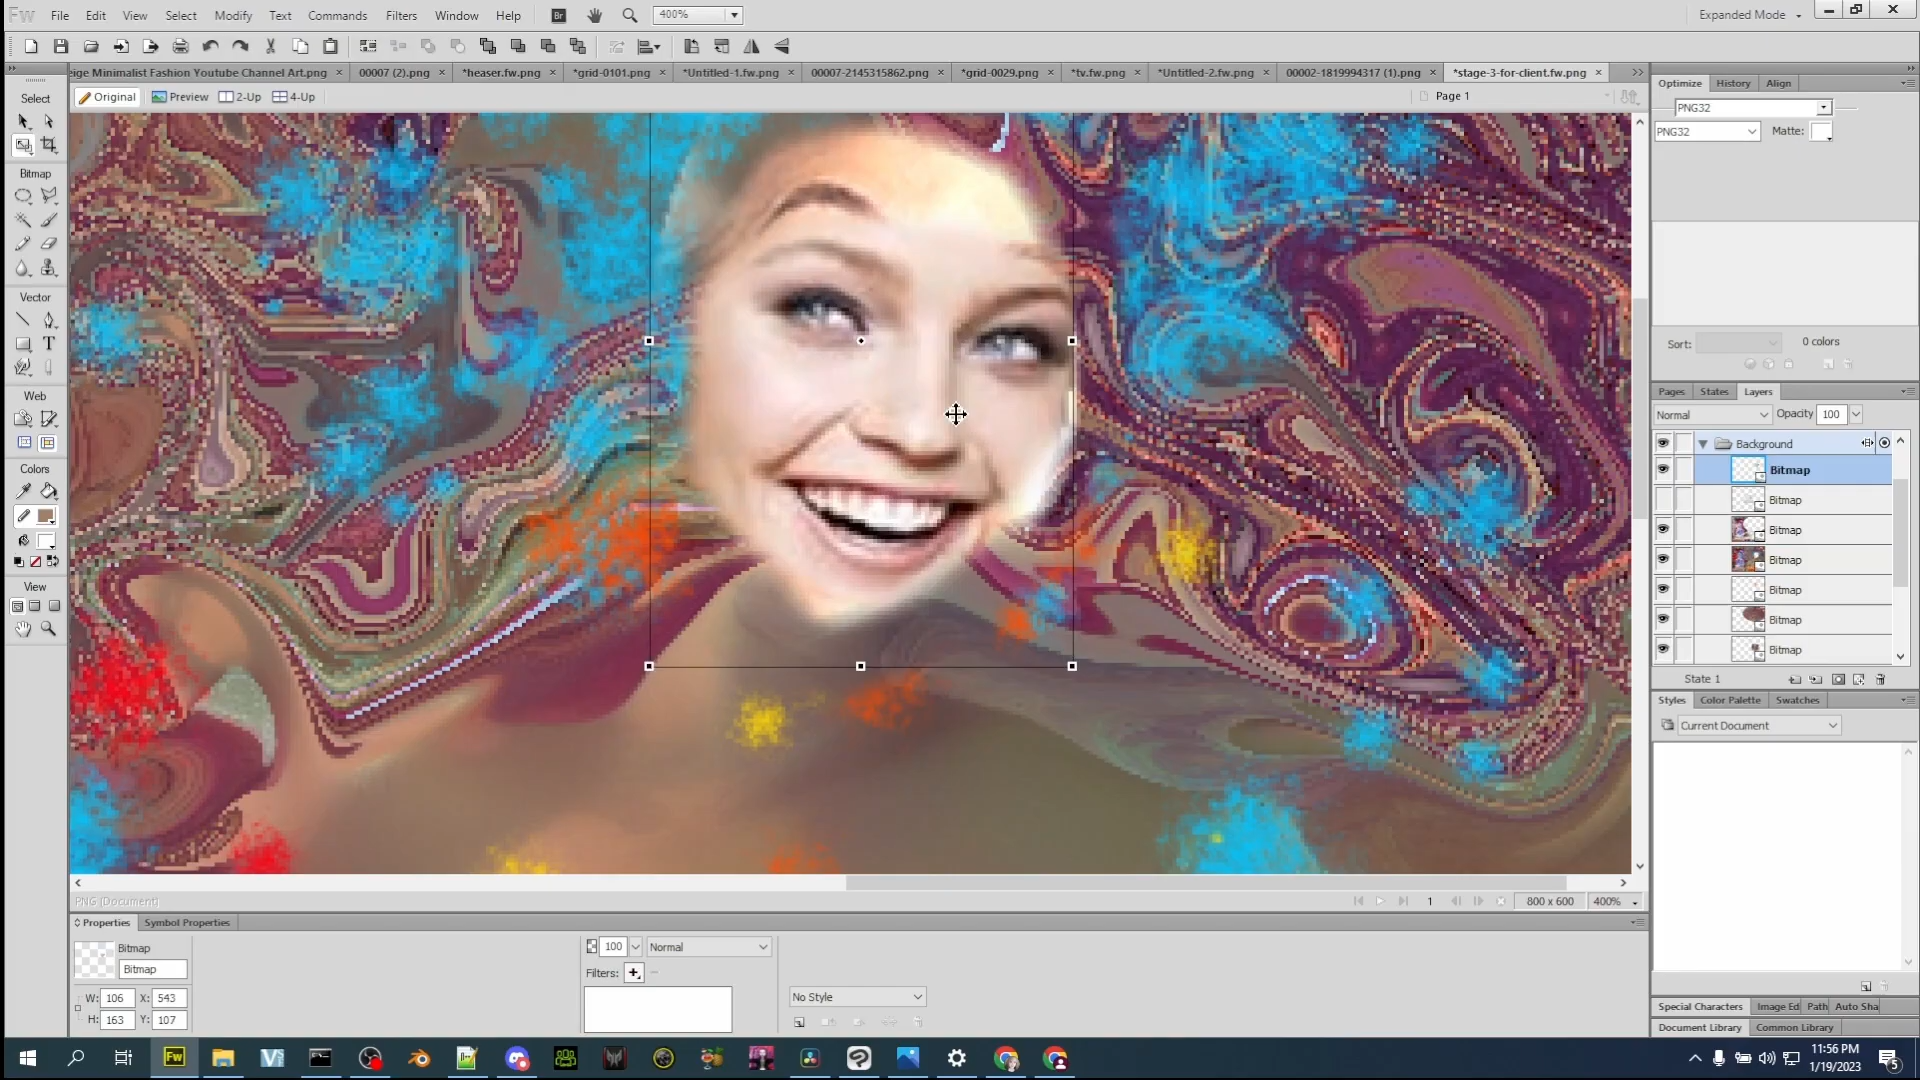 Fw File Edit View Select Modify Text Commands Filters Window Help Br 400% Expanded Mode
eige Minimalist Fashion Youtube Channel Art.png 00007 (2).png *heaser.fw.png *grid-0101.png *Untitled-1.fw.png 00007-2145315862.png *grid-0029.png *tv.fw.png *Untitled-2.fw.png 00002-1819994317 (1).png *stage-3-for-client.fw.png
Original Preview 2-Up 4-Up Page 1
Select
Bitmap
Vector
T
Web
Colors
View
Optimize History Align
PNG32
PNG32 Matte:
Sort: 0 colors
Pages States Layers
Normal Opacity 100
Background
Bitmap
Bitmap
Bitmap
Bitmap
Bitmap
Bitmap
Bitmap
State 1
Styles Color Palette Swatches
Current Document
Special Characters Image Ed Path Auto Sha
Document Library Common Library
PNG (Document) 1 800 x 600 400%
Properties Symbol Properties
Bitmap
Bitmap
W: 106 X: 543
H: 163 Y: 107
100 Normal
Filters:
No Style
Fw
11:56 PM
1/19/2023
5